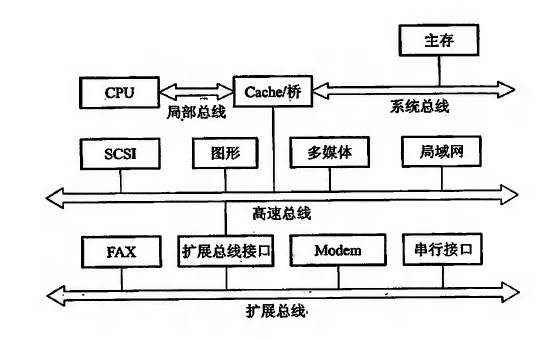 主存
CPU
Cache/桥
局部总线
系统总线
SCSI
图形
多媒体
局域网
高速总线
FAX
扩展总线接口
Modem
串行接口
扩展总线